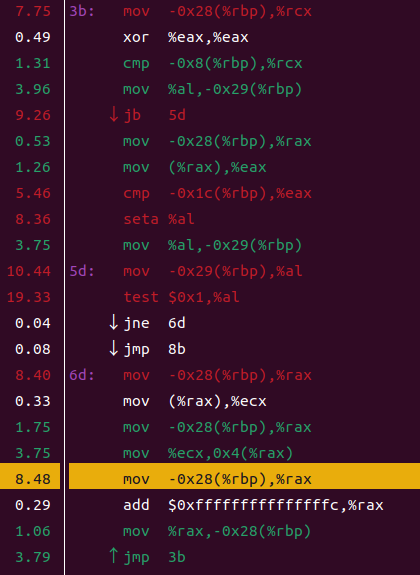 7.75 3b: mov -0x28(%rbp),%rcx
0.49 xor %eax,%eax
1.31 cmp -0x8(%rbp),%rcx
3.96 mov %al,-0x29(%rbp)
9.26 ↓ jb 5d
0.53 mov -0x28(%rbp),%rax
1.26 mov (%rax),%eax
5.46 cmp -0x1c(%rbp),%eax
8.36 seta %al
3.75 mov %al,-0x29(%rbp)
10.44 5d: mov -0x29(%rbp),%al
19.33 test $0x1,%al
0.04 ↓ jne 6d
0.08 ↓ jmp 8b
8.40 6d: mov -0x28(%rbp),%rax
0.33 mov (%rax),%ecx
1.75 mov -0x28(%rbp),%rax
3.75 mov %ecx,0x4(%rax)
8.48 mov -0x28(%rbp),%rax
0.29 add $0xfffffffffffffffc,%rax
1.06 mov %rax,-0x28(%rbp)
3.79 ↑ jmp 3b